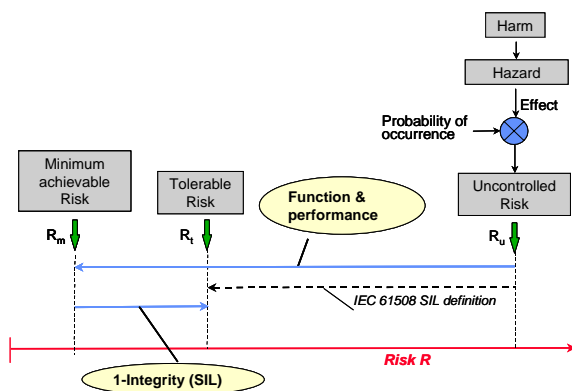 Harm
Hazard
Effect
Probability of
occurrence
Minimum
achievable
Risk
Tolerable
Risk
Function &
performance
Uncontrolled
Risk
Rm
Rt
Ru
IEC 61508 SIL definition
Risk R
1-Integrity (SIL)